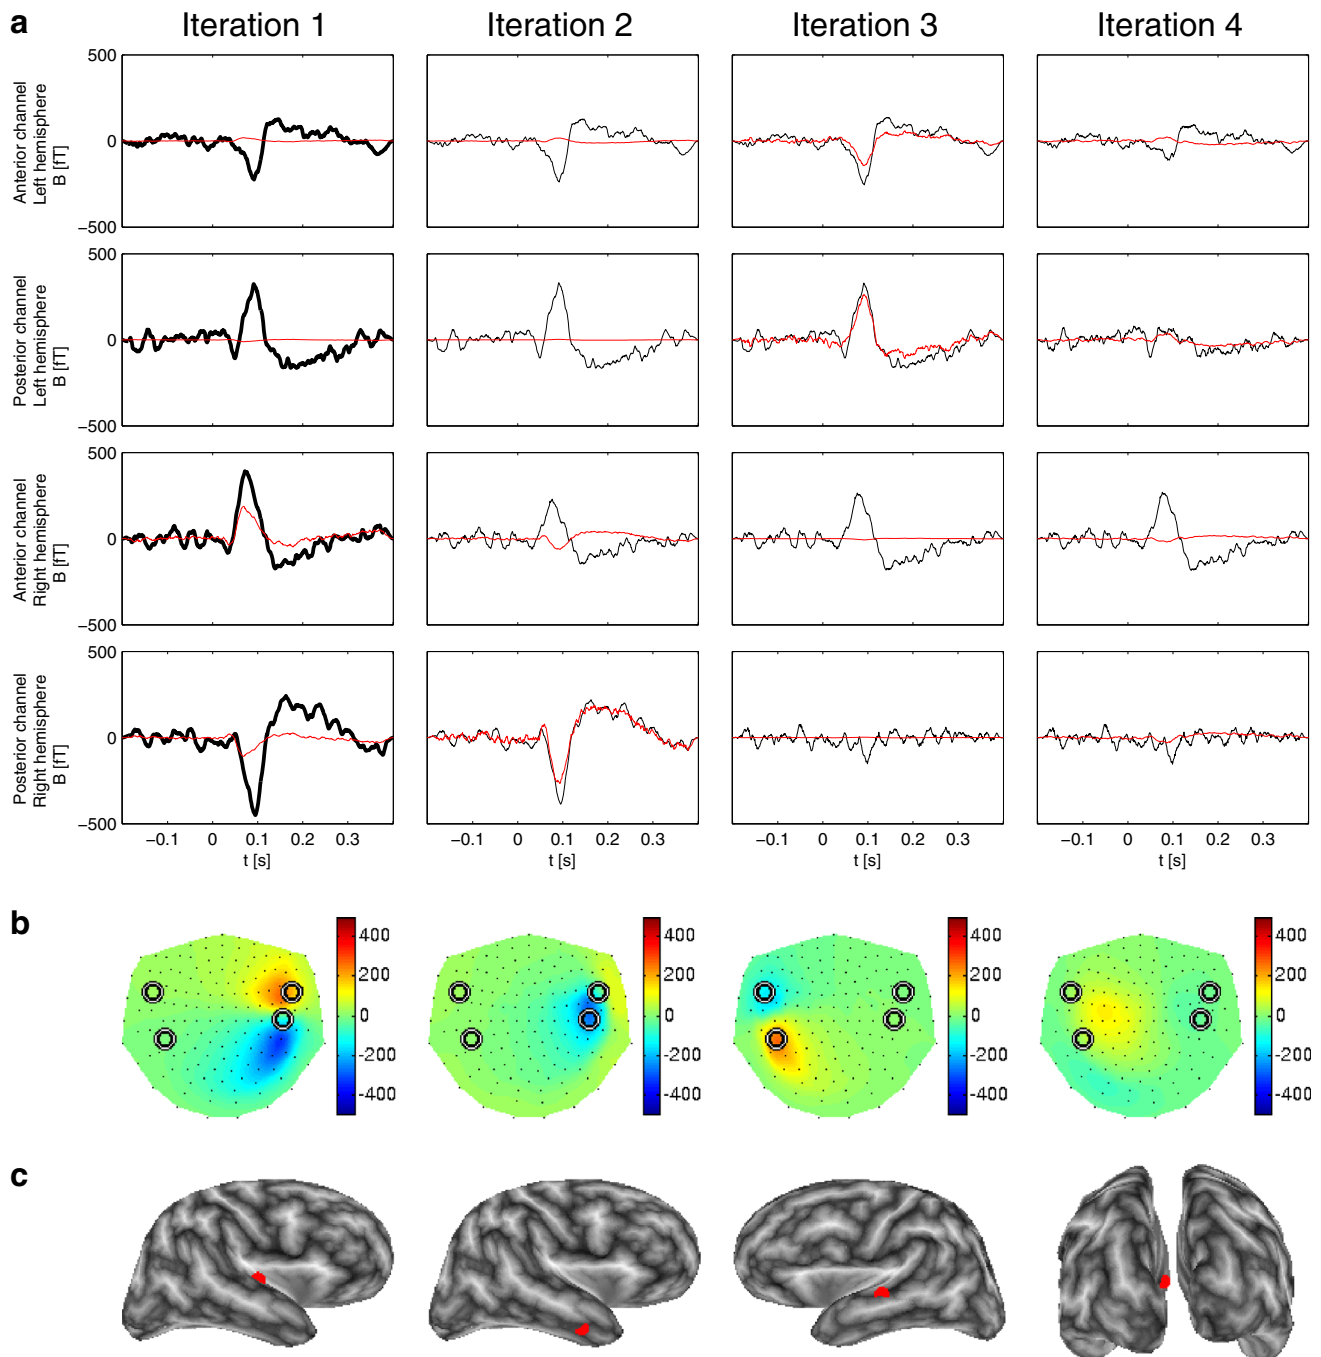 a
Iteration 1
Iteration 2
Iteration 3
Iteration 4
Anterior channel
Left hemisphere
B [fT]
500
0
−500
Posterior channel
Left hemisphere
B [fT]
500
0
−500
Anterior channel
Right hemisphere
B [fT]
500
0
−500
Posterior channel
Right hemisphere
B [fT]
500
0
−500
−0.1 0 0.1 0.2 0.3
t [s]
−0.1 0 0.1 0.2 0.3
t [s]
−0.1 0 0.1 0.2 0.3
t [s]
−0.1 0 0.1 0.2 0.3
t [s]
b
400
200
0
-200
-400
400
200
0
-200
-400
400
200
0
-200
-400
400
200
0
-200
-400
c